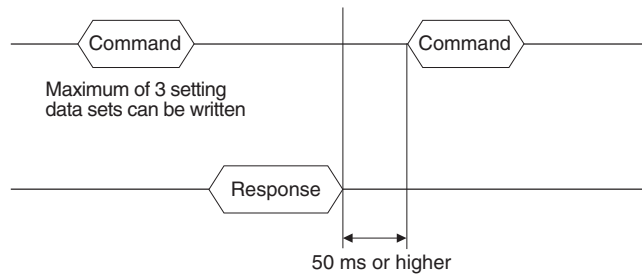 Command
Command
Maximum of 3 setting
data sets can be written
Response
50 ms or higher